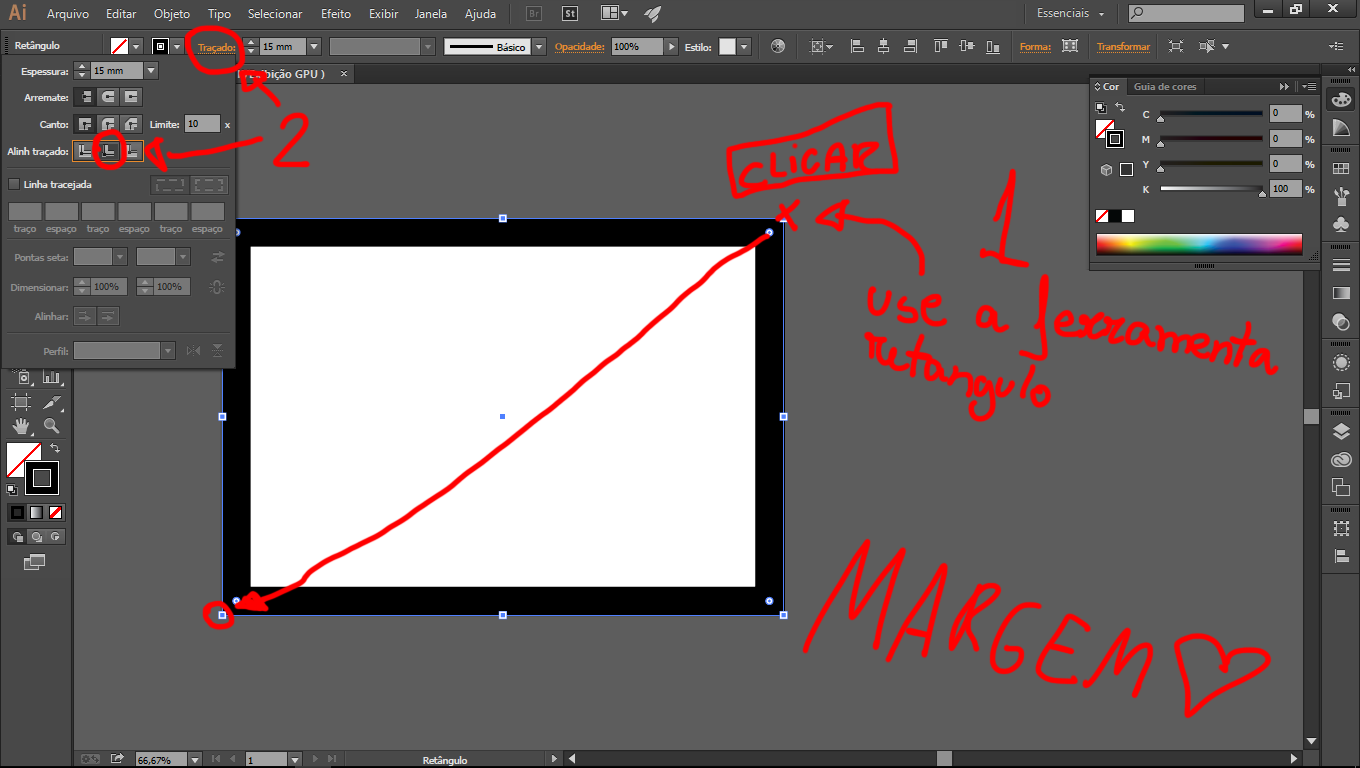 Ai Arquivo Editar Objeto Tipo Selecionar Efeito Exibir Janela Ajuda Br St Essenciais
Retângulo Traçado: 15 mm Básico Opacidade: 100% Estilo: Forma: Transformar
Espessura: 15 mm
Arremate:
Canto: Limite: 10 x
Alinh traçado:
Linha tracejada
traço espaço traço espaço traço espaço
Pontas seta:
Dimensionar: 100% 100%
Alinhar:
Perfil:
bição GPU ) ×
2
CLICAR
x
1
use a ferramenta
retangulo
MARGEM
Cor Guia de cores
C 0 %
M 0 %
Y 0 %
K 100 %
66,67% 1 Retângulo